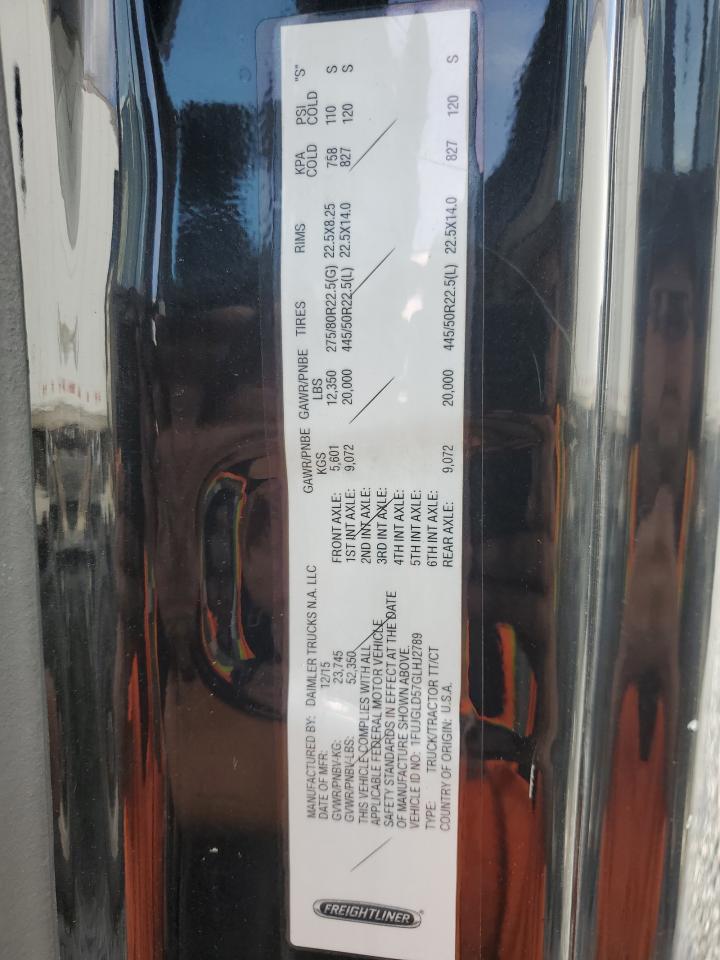 FREIGHTLINER®
MANUFACTURED BY: DAIMLER TRUCKS N.A. LLC
DATE OF MFR: 12/15
GVWR/PNBV-KG: 23,745
GVWR/PNBV-LBS: 52,350
THIS VEHICLE COMPLIES WITH ALL
APPLICABLE FEDERAL MOTOR VEHICLE
SAFETY STANDARDS IN EFFECT AT THE DATE
OF MANUFACTURE SHOWN ABOVE.
VEHICLE ID NO: 1FUJGLD57GLHJ2789
TYPE: TRUCK/TRACTOR TT/CT
COUNTRY OF ORIGIN: U.S.A.
GAWR/PNBE GAWR/PNBE TIRES RIMS KPA PSI "S"
KGS LBS COLD COLD
FRONT AXLE: 5,601 12,350 275/80R22.5(G) 22.5X8.25 758 110 S
1ST INT AXLE: 9,072 20,000 445/50R22.5(L) 22.5X14.0 827 120 S
2ND INT AXLE:
3RD INT AXLE:
4TH INT AXLE:
5TH INT AXLE:
6TH INT AXLE:
REAR AXLE: 9,072 20,000 445/50R22.5(L) 22.5X14.0 827 120 S